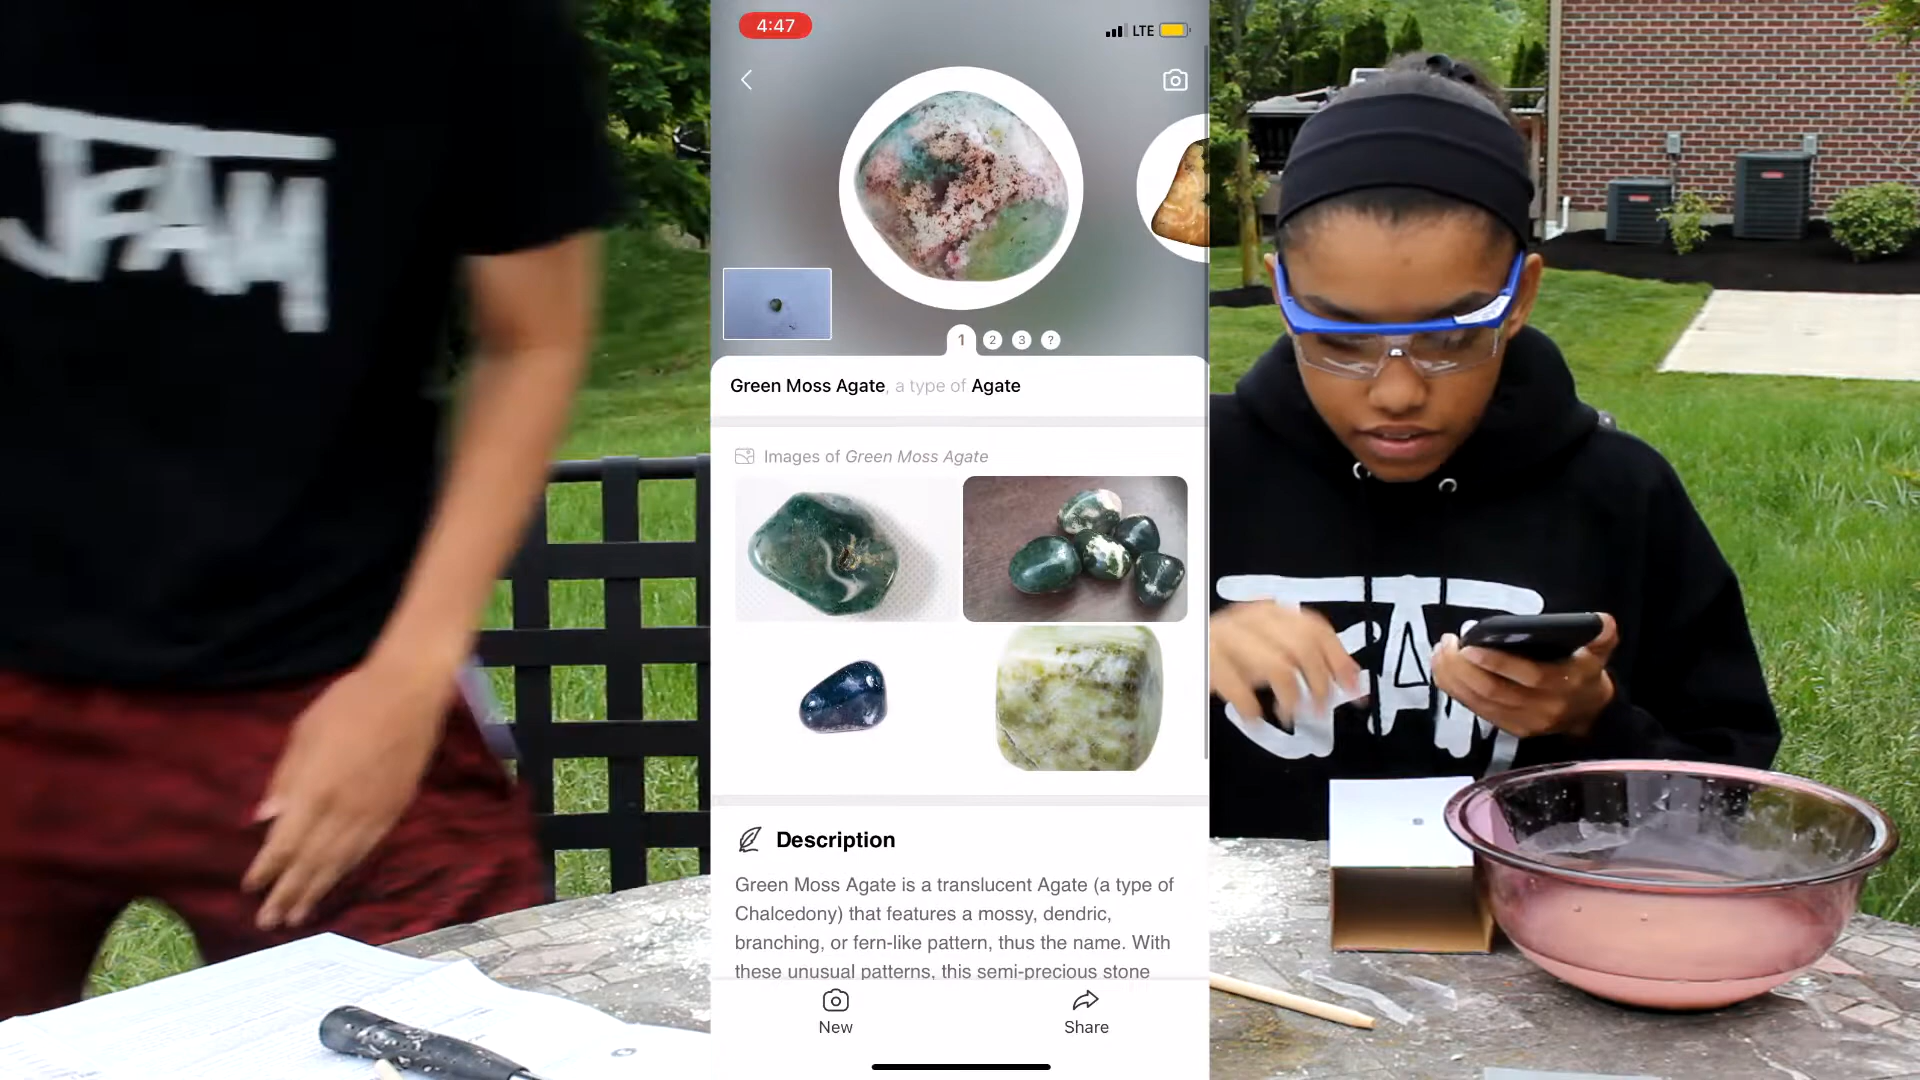 JFAM
4:47
LTE
1 2 3 ?
Green Moss Agate, a type of Agate
Images of Green Moss Agate
Description
Green Moss Agate is a translucent Agate (a type of
Chalcedony) that features a mossy, dendric,
branching, or fern-like pattern, thus the name. With
these unusual patterns, this semi-precious stone
New
Share
JFAM